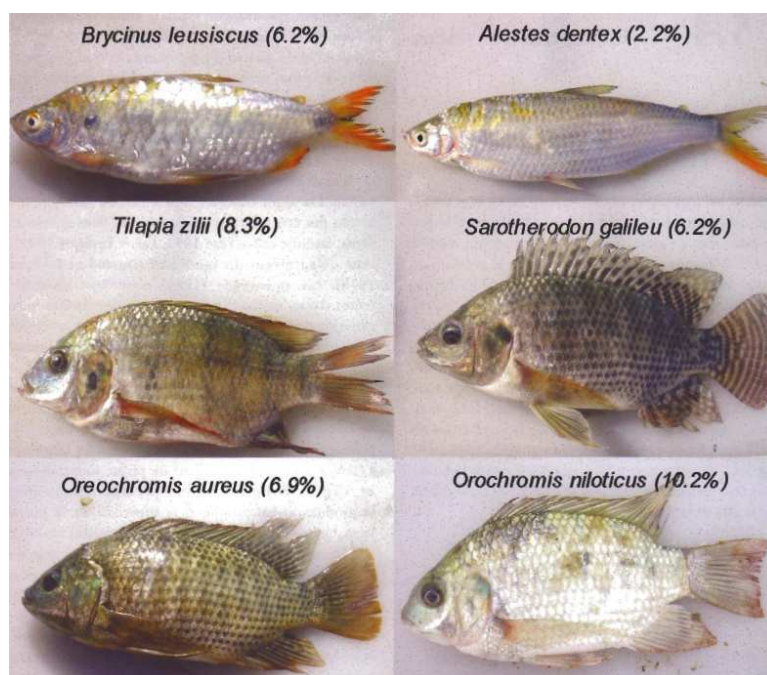 Brycinus leusiscus (6.2%)
Alestes dentex (2.2%)
Tilapia zilii (8.3%)
Sarotherodon galileu (6.2%)
Oreochromis aureus (6.9%)
Orochromis niloticus (10.2%)